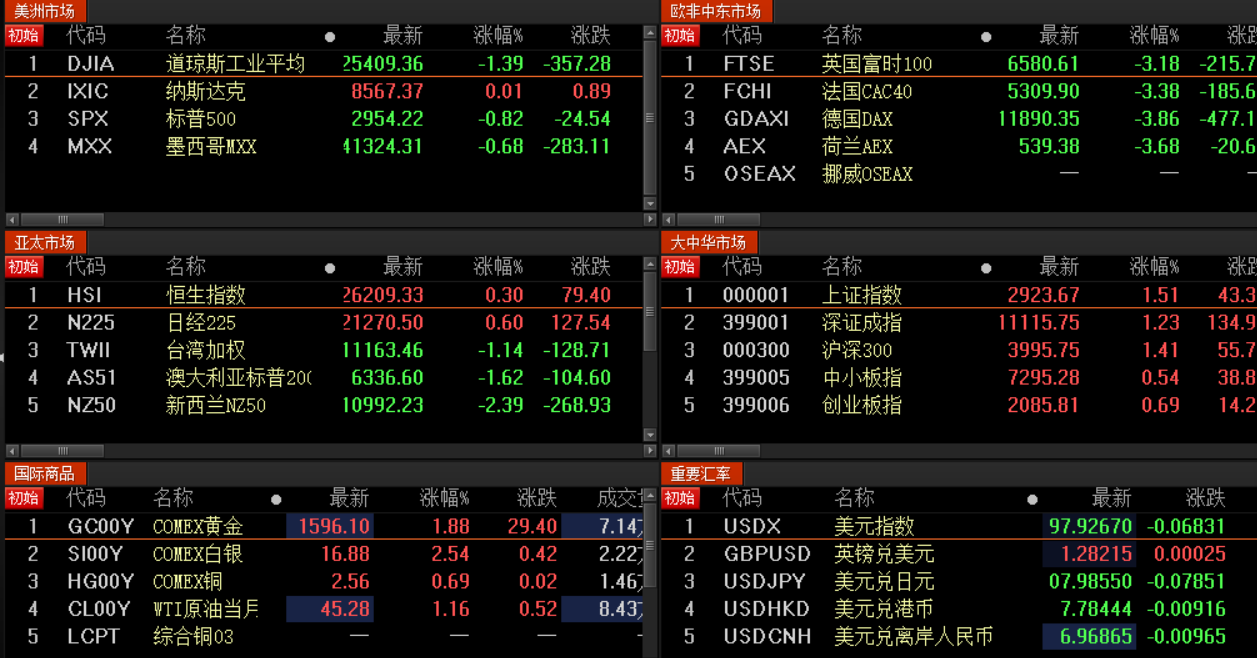 美洲市场
初始 代码 名称 ● 最新 涨幅% 涨跌
1 DJIA 道琼斯工业平均 25409.36 -1.39 -357.28
2 IXIC 纳斯达克 8567.37 0.01 0.89
3 SPX 标普500 2954.22 -0.82 -24.54
4 MXX 墨西哥MXX 41324.31 -0.68 -283.11
欧非中东市场
初始 代码 名称 ● 最新 涨幅% 涨跌
1 FTSE 英国富时100 6580.61 -3.18 -215.7
2 FCHI 法国CAC40 5309.90 -3.38 -185.6
3 GDAXI 德国DAX 11890.35 -3.86 -477.1
4 AEX 荷兰AEX 539.38 -3.68 -20.6
5 OSEAX 挪威OSEAX — — —
亚太市场
初始 代码 名称 ● 最新 涨幅% 涨跌
1 HSI 恒生指数 26209.33 0.30 79.40
2 N225 日经225 21270.50 0.60 127.54
3 TWII 台湾加权 11163.46 -1.14 -128.71
4 AS51 澳大利亚标普200 6336.60 -1.62 -104.60
5 NZ50 新西兰NZ50 10992.23 -2.39 -268.93
大中华市场
初始 代码 名称 ● 最新 涨幅% 涨跌
1 000001 上证指数 2923.67 1.51 43.3
2 399001 深证成指 11115.75 1.23 134.9
3 000300 沪深300 3995.75 1.41 55.7
4 399005 中小板指 7295.28 0.54 38.8
5 399006 创业板指 2085.81 0.69 14.2
国际商品
初始 代码 名称 ● 最新 涨幅% 涨跌 成交
1 GC00Y COMEX黄金 1596.10 1.88 29.40 7.14
2 SI00Y COMEX白银 16.88 2.54 0.42 2.22
3 HG00Y COMEX铜 2.56 0.69 0.02 1.46
4 CL00Y WTI原油当月 45.28 1.16 0.52 8.43
5 LCPT 综合铜03 — — —
重要汇率
初始 代码 名称 ● 最新 涨跌
1 USDX 美元指数 97.92670 -0.06831
2 GBPUSD 英镑兑美元 1.28215 0.00025
3 USDJPY 美元兑日元 07.98550 -0.07851
4 USDHKD 美元兑港币 7.78444 -0.00916
5 USDCNH 美元兑离岸人民币 6.96865 -0.00965